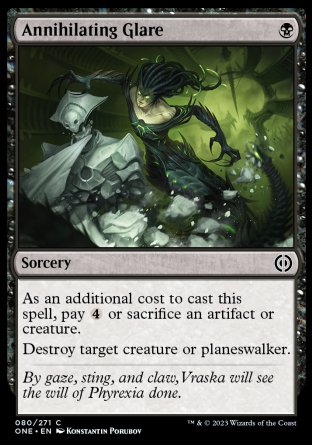 Annihilating Glare
Sorcery
As an additional cost to cast this
spell, pay 4 or sacrifice an artifact or
creature.
Destroy target creature or planeswalker.
By gaze, sting, and claw,Vraska will see
the will of Phyrexia done.
080/271 C
ONE • EN Konstantin Porubov
™ & © 2023 Wizards of the Coast